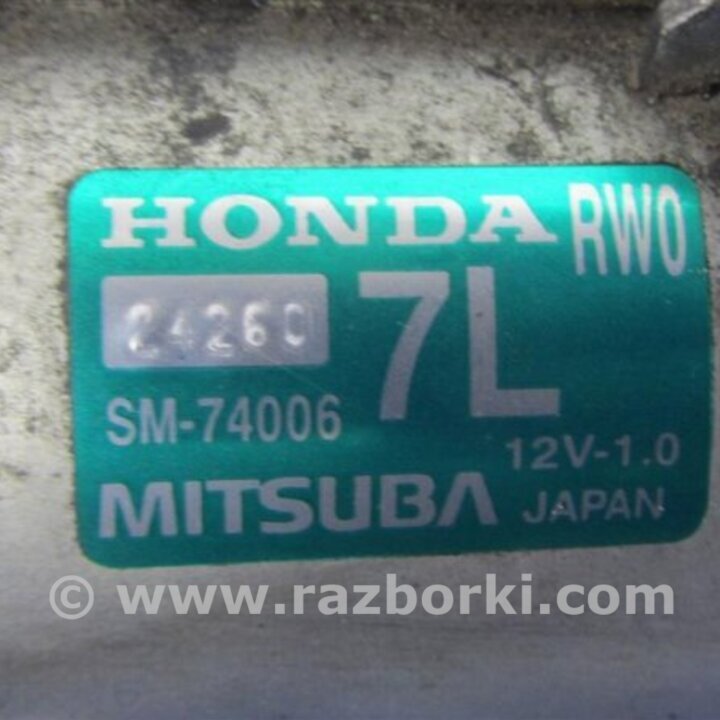 HONDA RW0
24260 7L
SM-74006
12V-1.0
MITSUBA JAPAN
© www.razborki.com